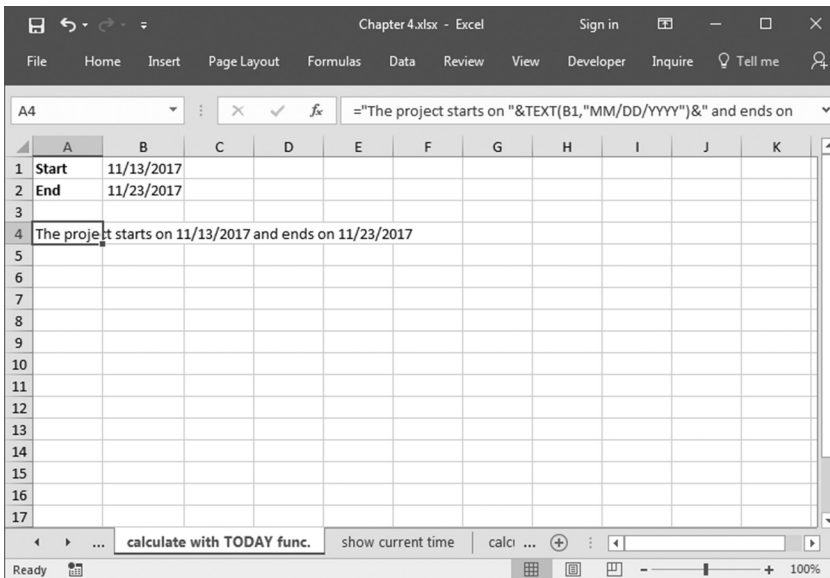 Chapter 4.xlsx - Excel Sign in
File Home Insert Page Layout Formulas Data Review View Developer Inquire Tell me
A4 fx ="The project starts on "&TEXT(B1,"MM/DD/YYYY")&" and ends on
A B C D E F G H I J K
1 Start 11/13/2017
2 End 11/23/2017
3
4 The project starts on 11/13/2017 and ends on 11/23/2017
5
6
7
8
9
10
11
12
13
14
15
16
17
... calculate with TODAY func. show current time calcu ...
Ready 100%